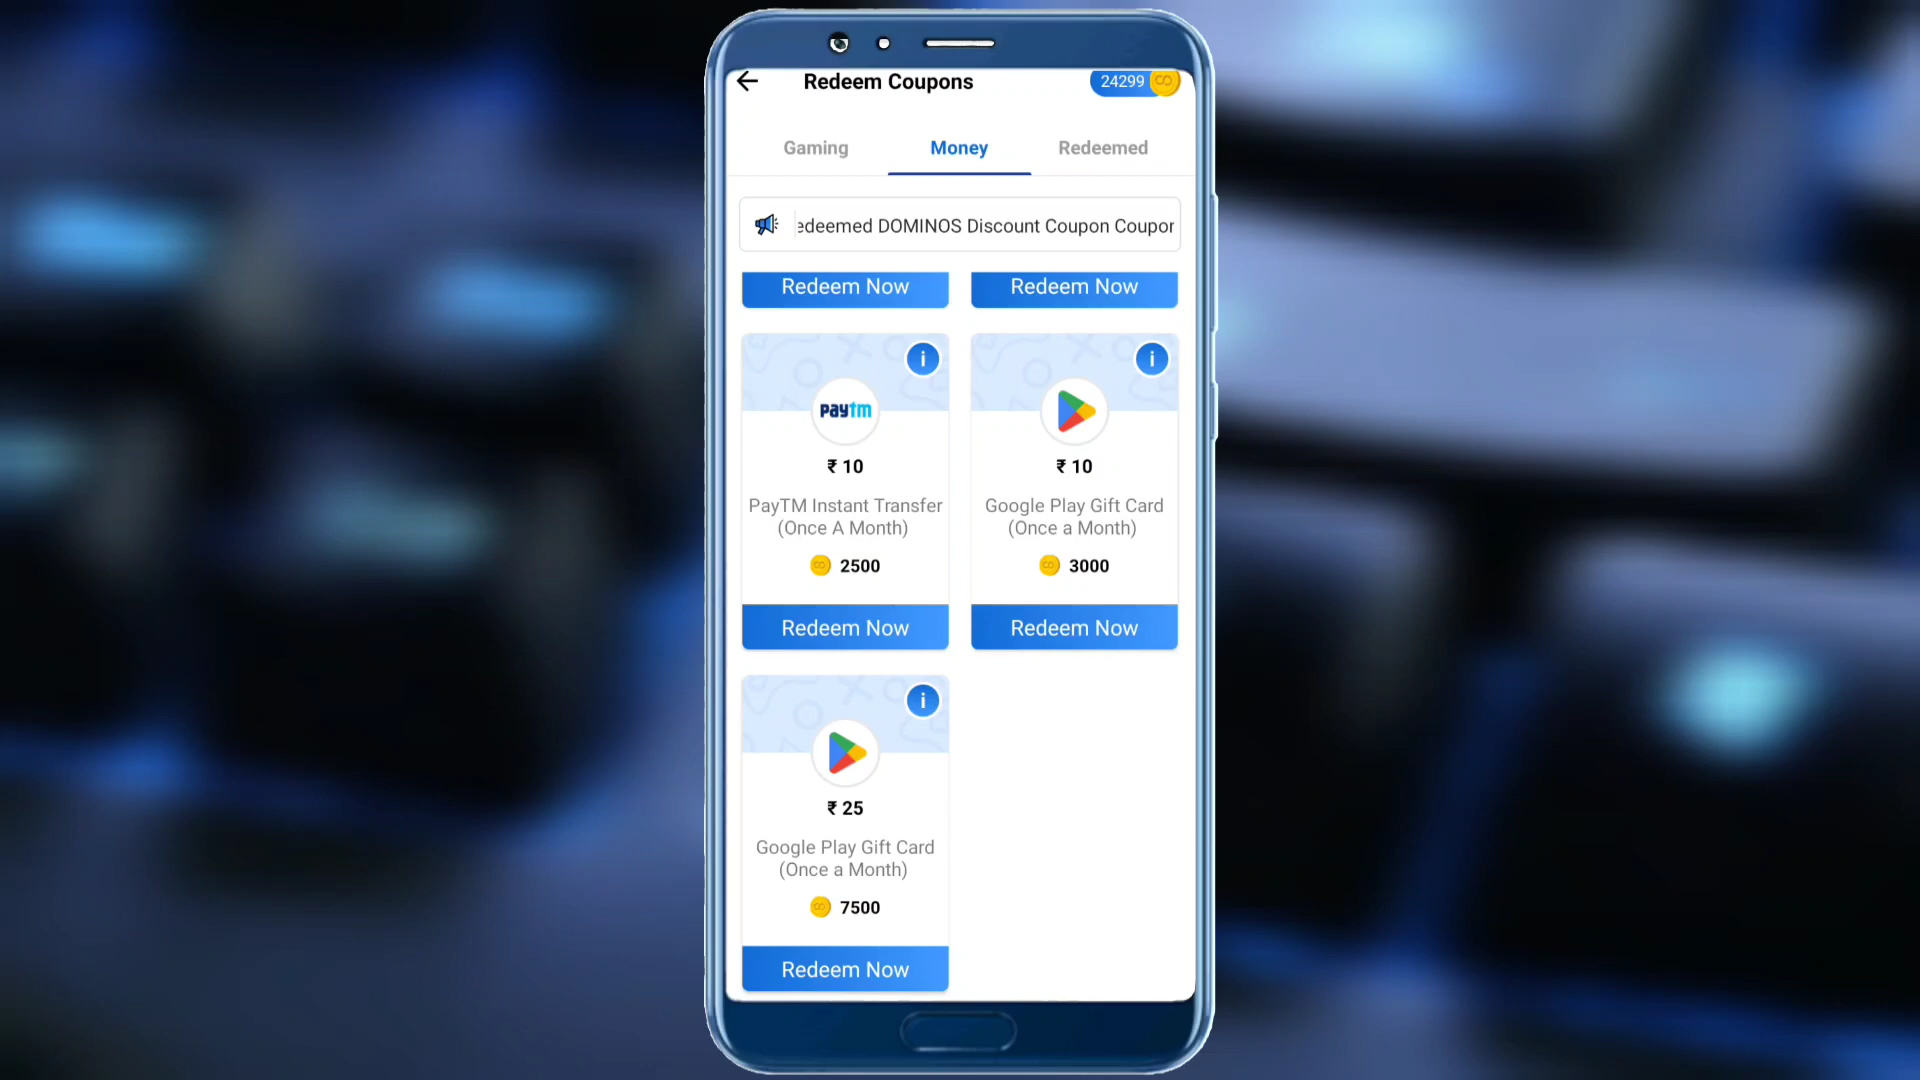 Redeem Coupons
24299
Gaming
Money
Redeemed
edeemed DOMINOS Discount Coupon Coupon
Redeem Now
Redeem Now
paytm
₹ 10
PayTM Instant Transfer
(Once A Month)
2500
Redeem Now
₹ 10
Google Play Gift Card
(Once a Month)
3000
Redeem Now
₹ 25
Google Play Gift Card
(Once a Month)
7500
Redeem Now